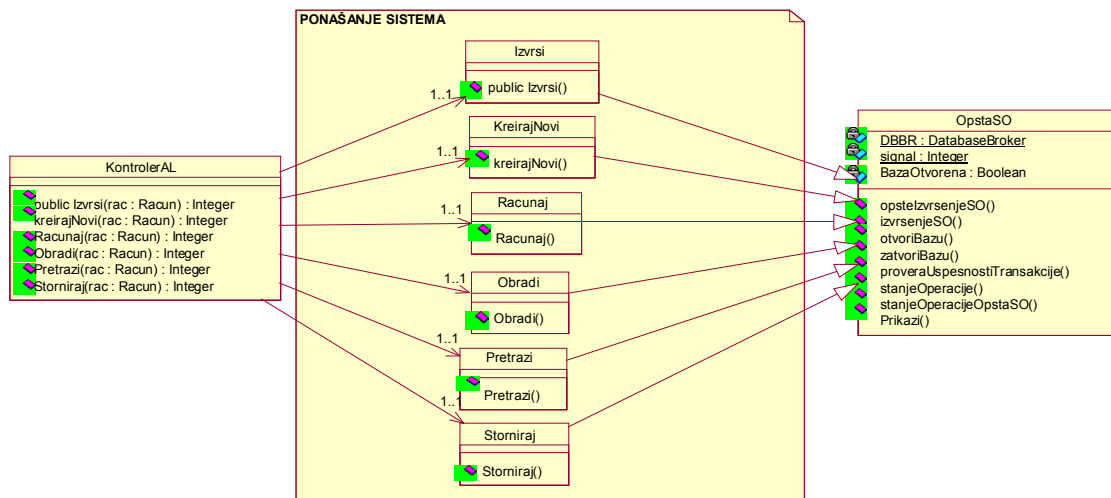 PONAŠANJE SISTEMA
Izvrsi
public Izvrsi()
1..1
KreirajNovi
kreirajNovi()
1..1
Racunaj
Racunaj()
1..1
Obradi
Obradi()
1..1
Pretrazi
Pretrazi()
1..1
Storniraj
Storniraj()
1..1
KontrolerAL
public Izvrsi(rac : Racun) : Integer
kreirajNovi(rac : Racun) : Integer
Racunaj(rac : Racun) : Integer
Obradi(rac : Racun) : Integer
Pretrazi(rac : Racun) : Integer
Storniraj(rac : Racun) : Integer
OpstaSO
DBBR : DatabaseBroker
signal : Integer
BazaOtvorena : Boolean
opsteIzvrsenjeSO()
izvrsenjeSO()
otvoriBazu()
zatvoriBazu()
proveraUspesnostiTransakcije()
stanjeOperacije()
stanjeOperacijeOpstaSO()
Prikazi()